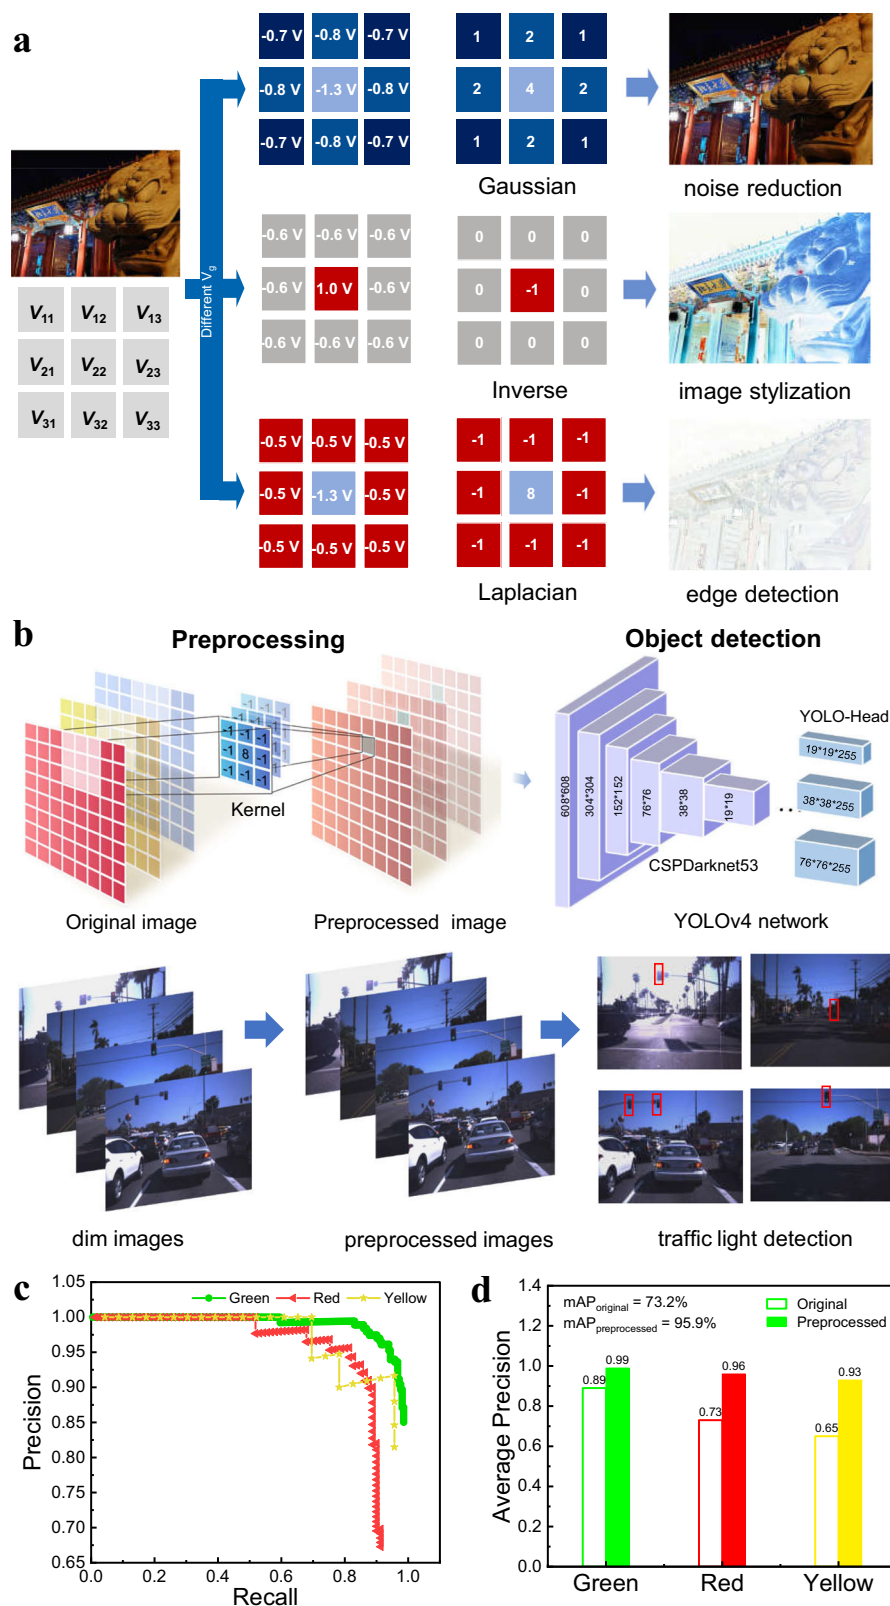 a
-0.7 V -0.8 V -0.7 V
-0.8 V -1.3 V -0.8 V
-0.7 V -0.8 V -0.7 V
1 2 1
2 4 2
1 2 1
Gaussian
noise reduction
V11 V12 V13
V21 V22 V23
V31 V32 V33
Different Vg
-0.6 V -0.6 V -0.6 V
-0.6 V 1.0 V -0.6 V
-0.6 V -0.6 V -0.6 V
0 0 0
0 -1 0
0 0 0
Inverse
image stylization
-0.5 V -0.5 V -0.5 V
-0.5 V -1.3 V -0.5 V
-0.5 V -0.5 V -0.5 V
-1 -1 -1
-1 8 -1
-1 -1 -1
Laplacian
edge detection
b
Preprocessing
Object detection
-1 -1 -1
-1 8 -1
-1 -1 -1
Kernel
Original image
Preprocessed image
608*608
304*304
152*152
76*76
38*38
19*19
CSPDarknet53
...
YOLO-Head
19*19*255
38*38*255
76*76*255
YOLOv4 network
dim images
preprocessed images
traffic light detection
c
Green Red Yellow
Precision
1.05
1.00
0.95
0.90
0.85
0.80
0.75
0.70
0.65
0.0 0.2 0.4 0.6 0.8 1.0
Recall
d
mAPoriginal = 73.2%
mAPpreprocessed = 95.9%
Original
Preprocessed
Average Precision
1.4
1.2
1.0
0.8
0.6
0.4
0.2
0.0
0.89 0.99
0.73 0.96
0.65 0.93
Green Red Yellow